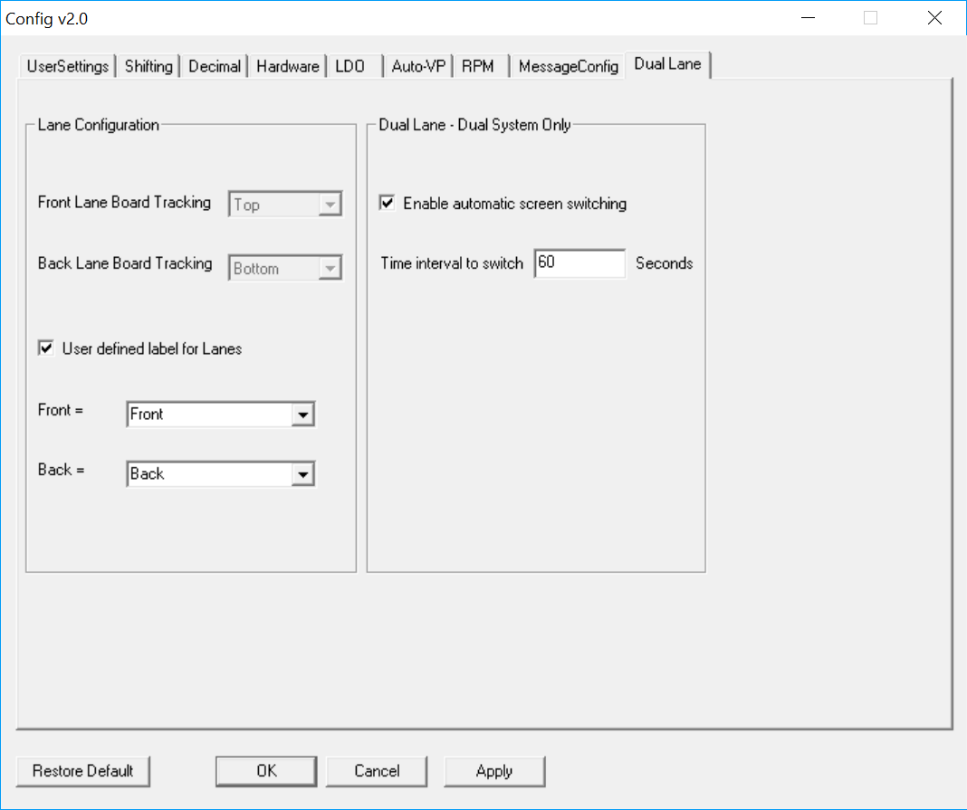 Config v2.0
UserSettings Shifting Decimal Hardware LDO Auto-VP RPM MessageConfig Dual Lane
Lane Configuration
Front Lane Board Tracking Top
Back Lane Board Tracking Bottom
User defined label for Lanes
Front = Front
Back = Back
Dual Lane - Dual System Only
Enable automatic screen switching
Time interval to switch 60 Seconds
Restore Default OK Cancel Apply